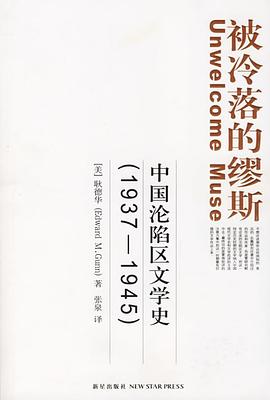 被冷落的缪斯
Unwelcome Muse
中国沦陷区文学史
(1937—1945)
[美] 耿德华 (Edward M.Gunn) 著
张泉 译
新星出版社 NEW STAR PRESS